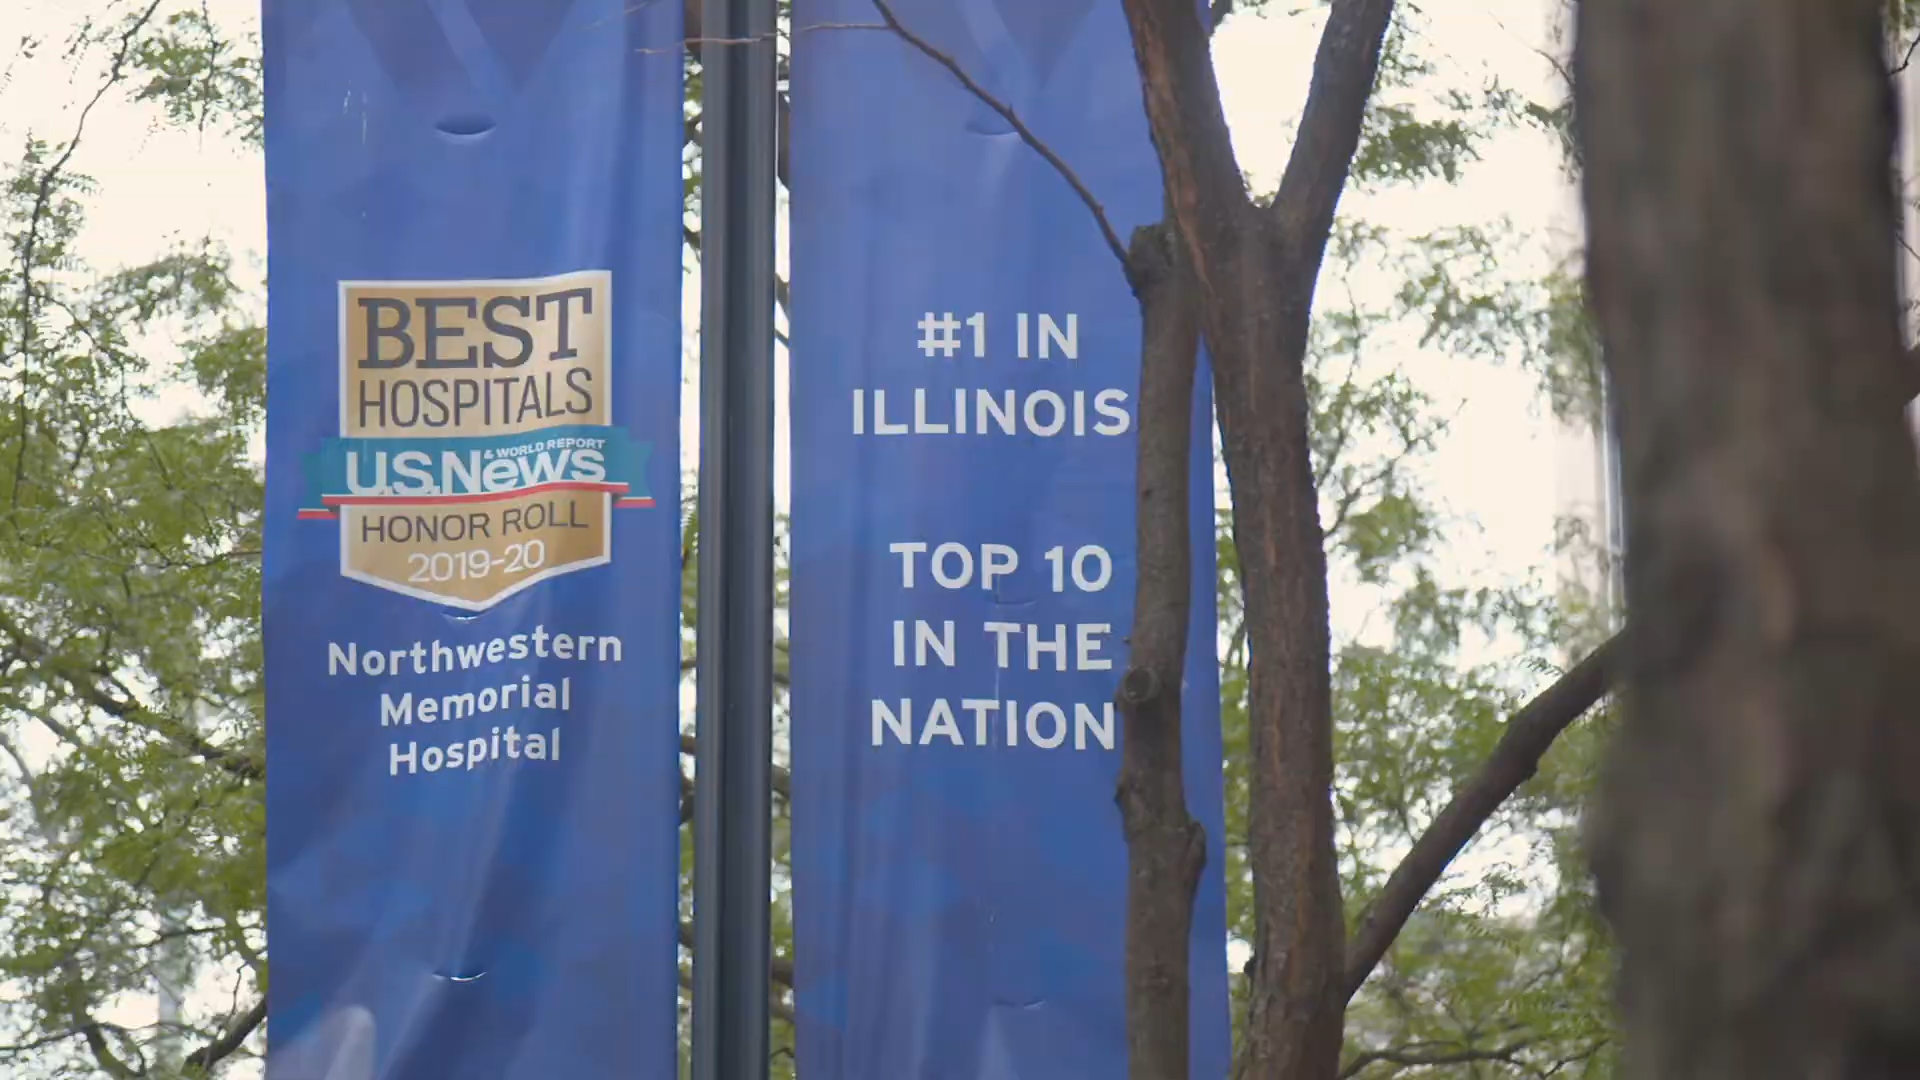 BEST
HOSPITALS
& WORLD REPORT
U.S.News
HONOR ROLL
2019-20
Northwestern
Memorial
Hospital
#1 IN
ILLINOIS
TOP 10
IN THE
NATION